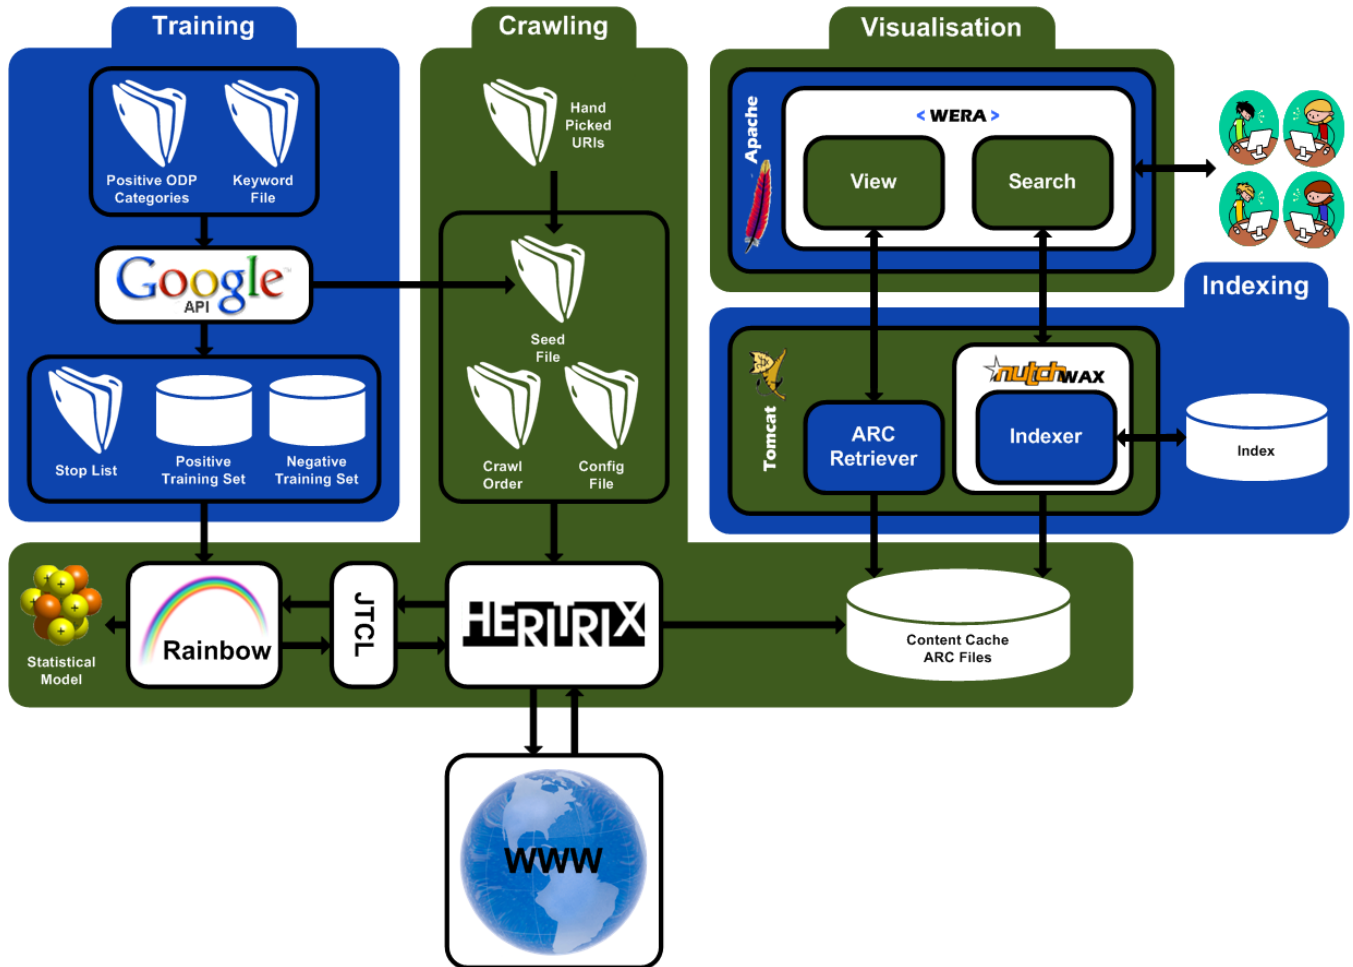 Training
Positive ODP
Categories
Keyword
File
Google™
API
Stop List
Positive
Training Set
Negative
Training Set
Crawling
Hand
Picked
URIs
Seed
File
Crawl
Order
Config
File
Visualisation
Apache
< WERA >
View
Search
Indexing
Tomcat
ARC
Retriever
nutchWAX
Indexer
Index
Statistical
Model
Rainbow
JTCL
HERITRIX
Content Cache
ARC Files
WWW